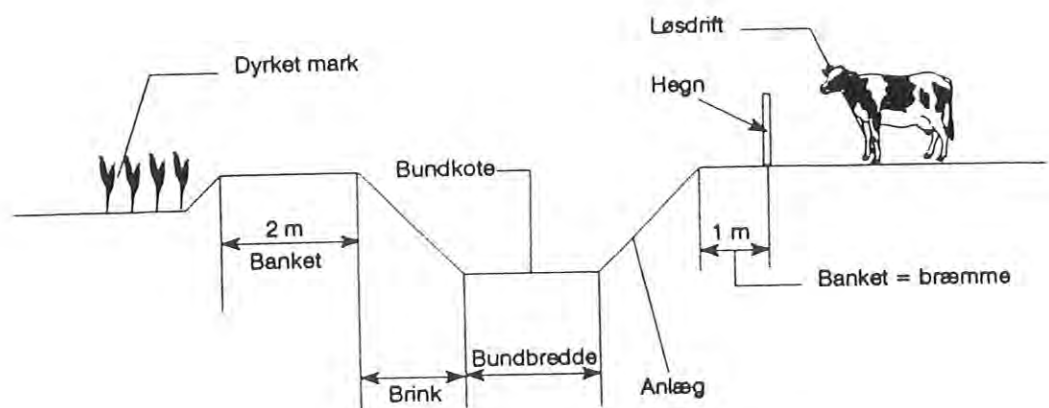 Løsdrift
Dyrket mark
Hegn
Bundkote
2 m
Banket
1 m
Banket = bræmme
Bundbredde
Brink
Anlæg